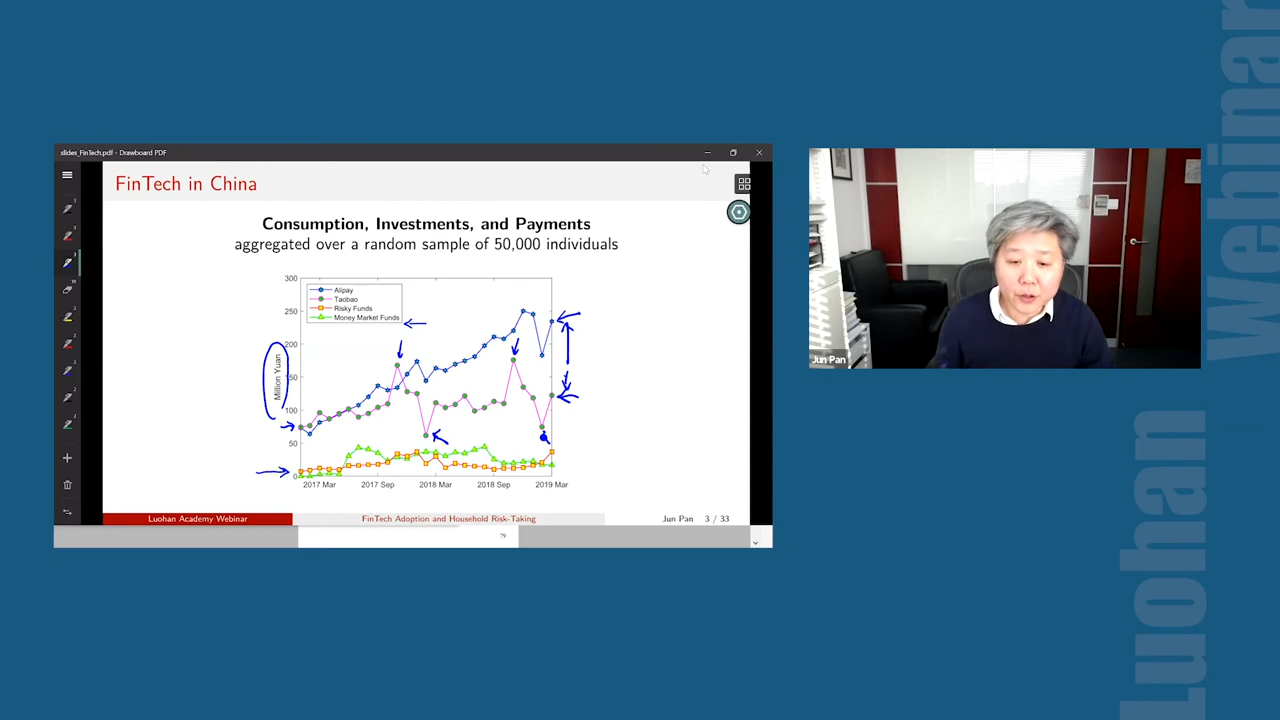 slides_FinTech.pdf - Drawboard PDF
FinTech in China
Consumption, Investments, and Payments
aggregated over a random sample of 50,000 individuals
300
250
200
150
100
50
0
Million Yuan
Alipay
Taobao
Risky Funds
Money Market Funds
2017 Mar
2017 Sep
2018 Mar
2018 Sep
2019 Mar
Luohan Academy Webinar
FinTech Adoption and Household Risk-Taking
Jun Pan 3 / 33
79
Jun Pan
Luohan
Webinar